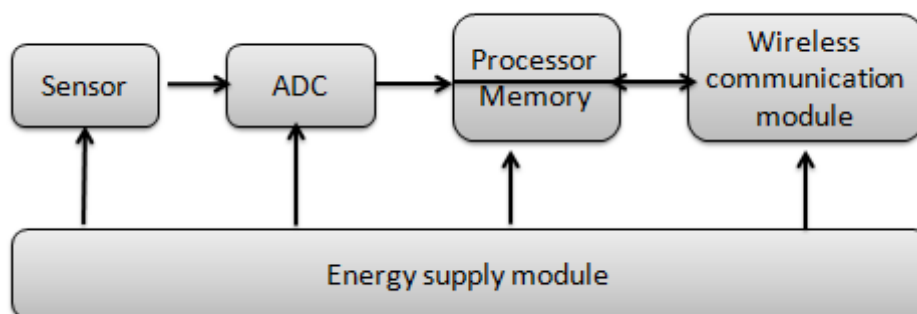 Sensor
ADC
Processor
Memory
Wireless
communication
module
Energy supply module